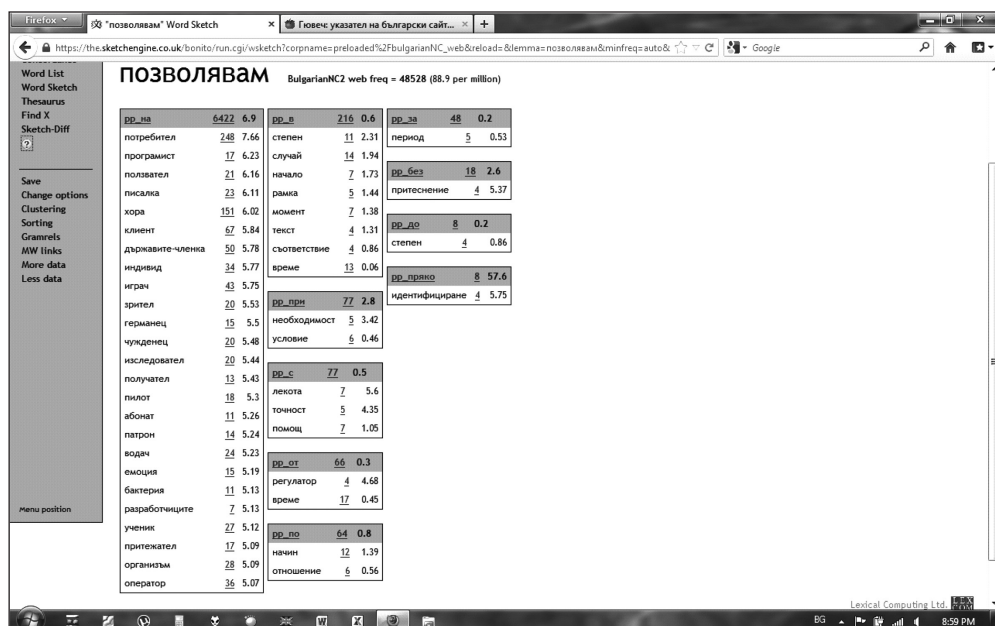 Firefox
"позволявам" Word Sketch
Гювеч: указател на български сайт...
https://the.sketchengine.co.uk/bonito/run.cgi/wsketch?corpname=preloaded%2FbulgarianNC_web&reload=&lemma=позволявам&minfreq=auto&
Google
Word List
Word Sketch
Thesaurus
Find X
Sketch-Diff
?
Save
Change options
Clustering
Sorting
Gramrels
MW links
More data
Less data
Menu position
позволявам BulgarianNC2 web freq = 48528 (88.9 per million)
pp_на 6422 6.9
потребител 248 7.66
програмист 17 6.23
ползвател 21 6.16
писалка 23 6.11
хора 151 6.02
клиент 67 5.84
държавите-членка 50 5.78
индивид 34 5.77
играч 43 5.75
зрител 20 5.53
германец 15 5.5
чужденец 20 5.48
изследовател 20 5.44
получател 13 5.43
пилот 18 5.3
абонат 11 5.26
патрон 14 5.24
водач 24 5.23
емоция 15 5.19
бактерия 11 5.13
разработчиците 7 5.13
ученик 27 5.12
притежател 17 5.09
организъм 28 5.09
оператор 36 5.07
pp_в 216 0.6
степен 11 2.31
случай 14 1.94
начало 7 1.73
рамка 5 1.44
момент 7 1.38
текст 4 1.31
съответствие 4 0.86
време 13 0.06
pp_при 77 2.8
необходимост 5 3.42
условие 6 0.46
pp_с 77 0.5
лекота 7 5.6
точност 5 4.35
помощ 7 1.05
pp_от 66 0.3
регулатор 4 4.68
време 17 0.45
pp_по 64 0.8
начин 12 1.39
отношение 6 0.56
pp_за 48 0.2
период 5 0.53
pp_без 18 2.6
притеснение 4 5.37
pp_до 8 0.2
степен 4 0.86
pp_пряко 8 57.6
идентифициране 4 5.75
Lexical Computing Ltd.
LEX
COM
BG
8:59 PM